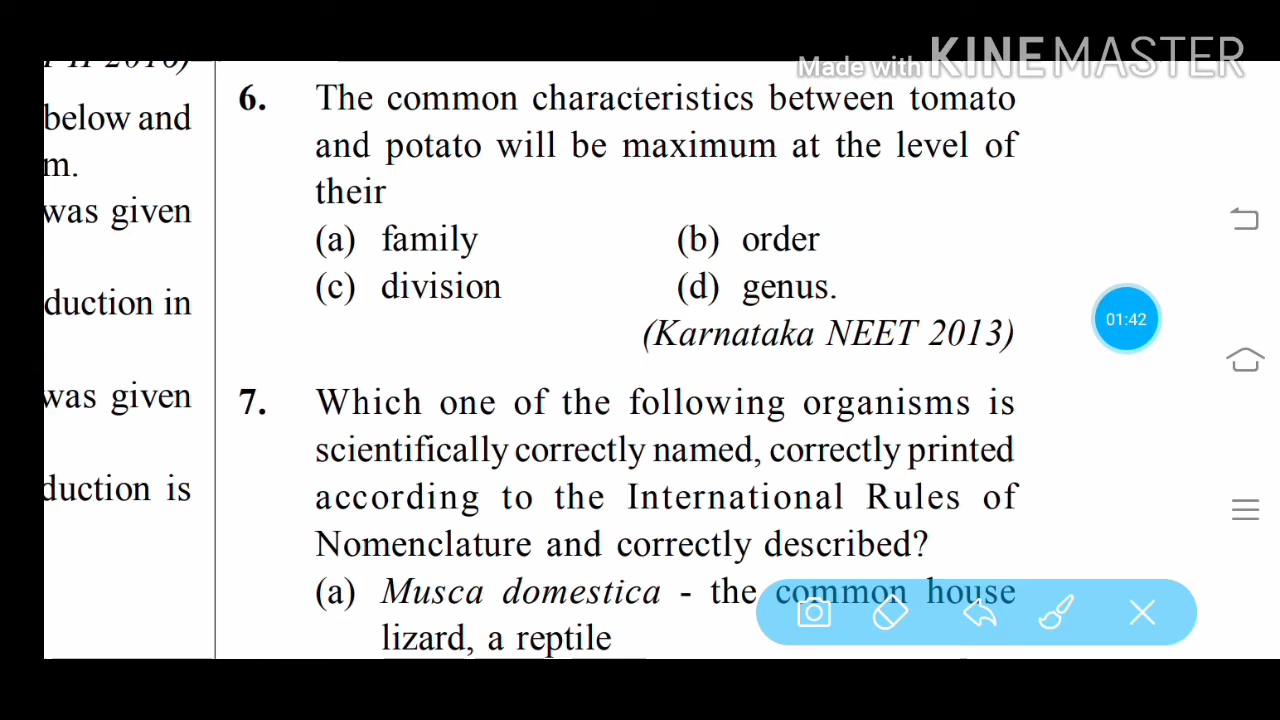 Made with KINEMASTER
below and
m.
was given
duction in
was given
duction is
6. The common characteristics between tomato
and potato will be maximum at the level of
their
(a) family (b) order
(c) division (d) genus.
(Karnataka NEET 2013)
7. Which one of the following organisms is
scientifically correctly named, correctly printed
according to the International Rules of
Nomenclature and correctly described?
(a) Musca domestica - the common house
lizard, a reptile
01:42